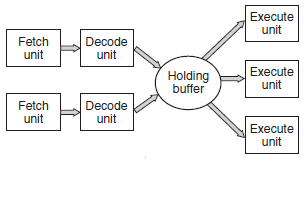 Execute
unit
Fetch
unit
Decode
unit
Holding
buffer
Execute
unit
Fetch
unit
Decode
unit
Execute
unit